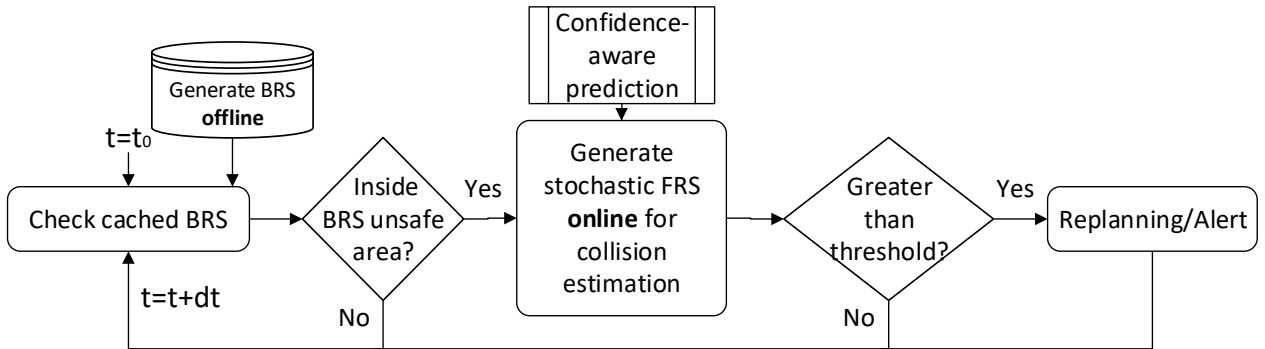 Confidence-
aware
prediction
Generate BRS
offline
t=t0
Check cached BRS
Inside
BRS unsafe
area?
Yes
Generate
stochastic FRS
online for
collision
estimation
Greater
than
threshold?
Yes
Replanning/Alert
t=t+dt
No
No